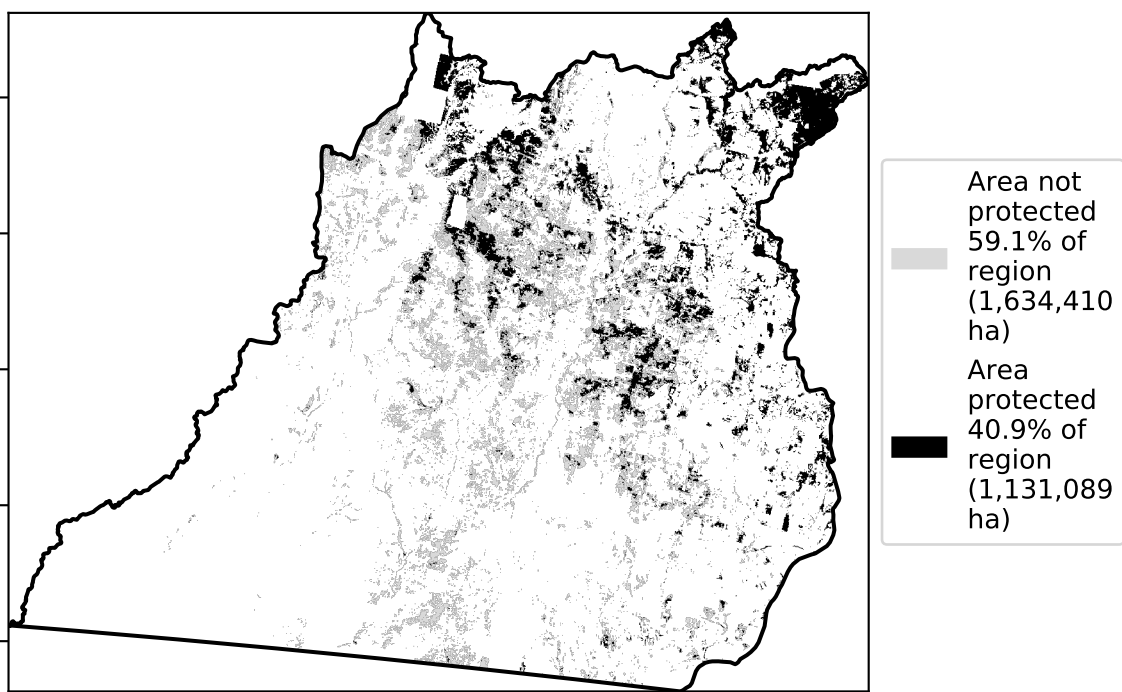 Area not
protected
59.1% of
region
(1,634,410
ha)
Area
protected
40.9% of
region
(1,131,089
ha)